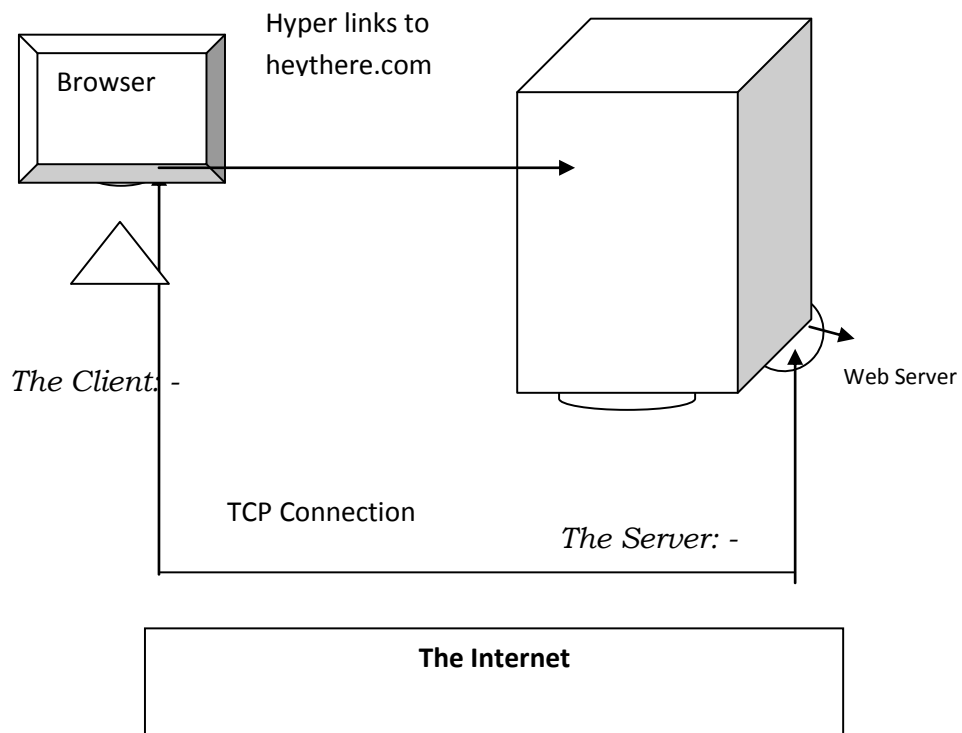 Hyper links to
heythere.com
Browser
Web Server
The Client: -
TCP Connection
The Server: -
The Internet